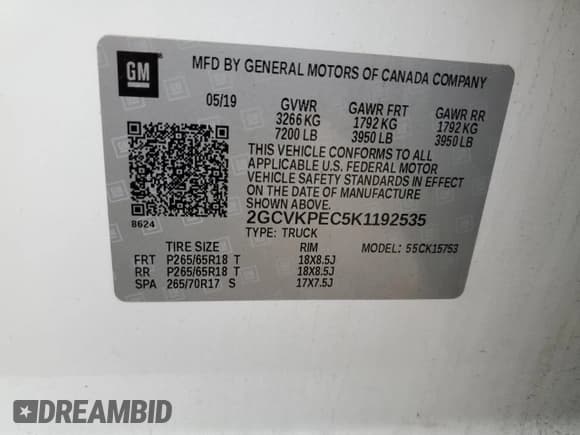 GM
MFD BY GENERAL MOTORS OF CANADA COMPANY
05/19 GVWR GAWR FRT GAWR RR
3266 KG 1792 KG 1792 KG
7200 LB 3950 LB 3950 LB
THIS VEHICLE CONFORMS TO ALL
APPLICABLE U.S. FEDERAL MOTOR
VEHICLE SAFETY STANDARDS IN EFFECT
ON THE DATE OF MANUFACTURE
SHOWN ABOVE.
8624 2GCVKPEC5K1192535
TYPE: TRUCK
TIRE SIZE RIM MODEL: 55CK15753
FRT P265/65R18 T 18X8.5J
RR P265/65R18 T 18X8.5J
SPA 265/70R17 S 17X7.5J
DREAMBID